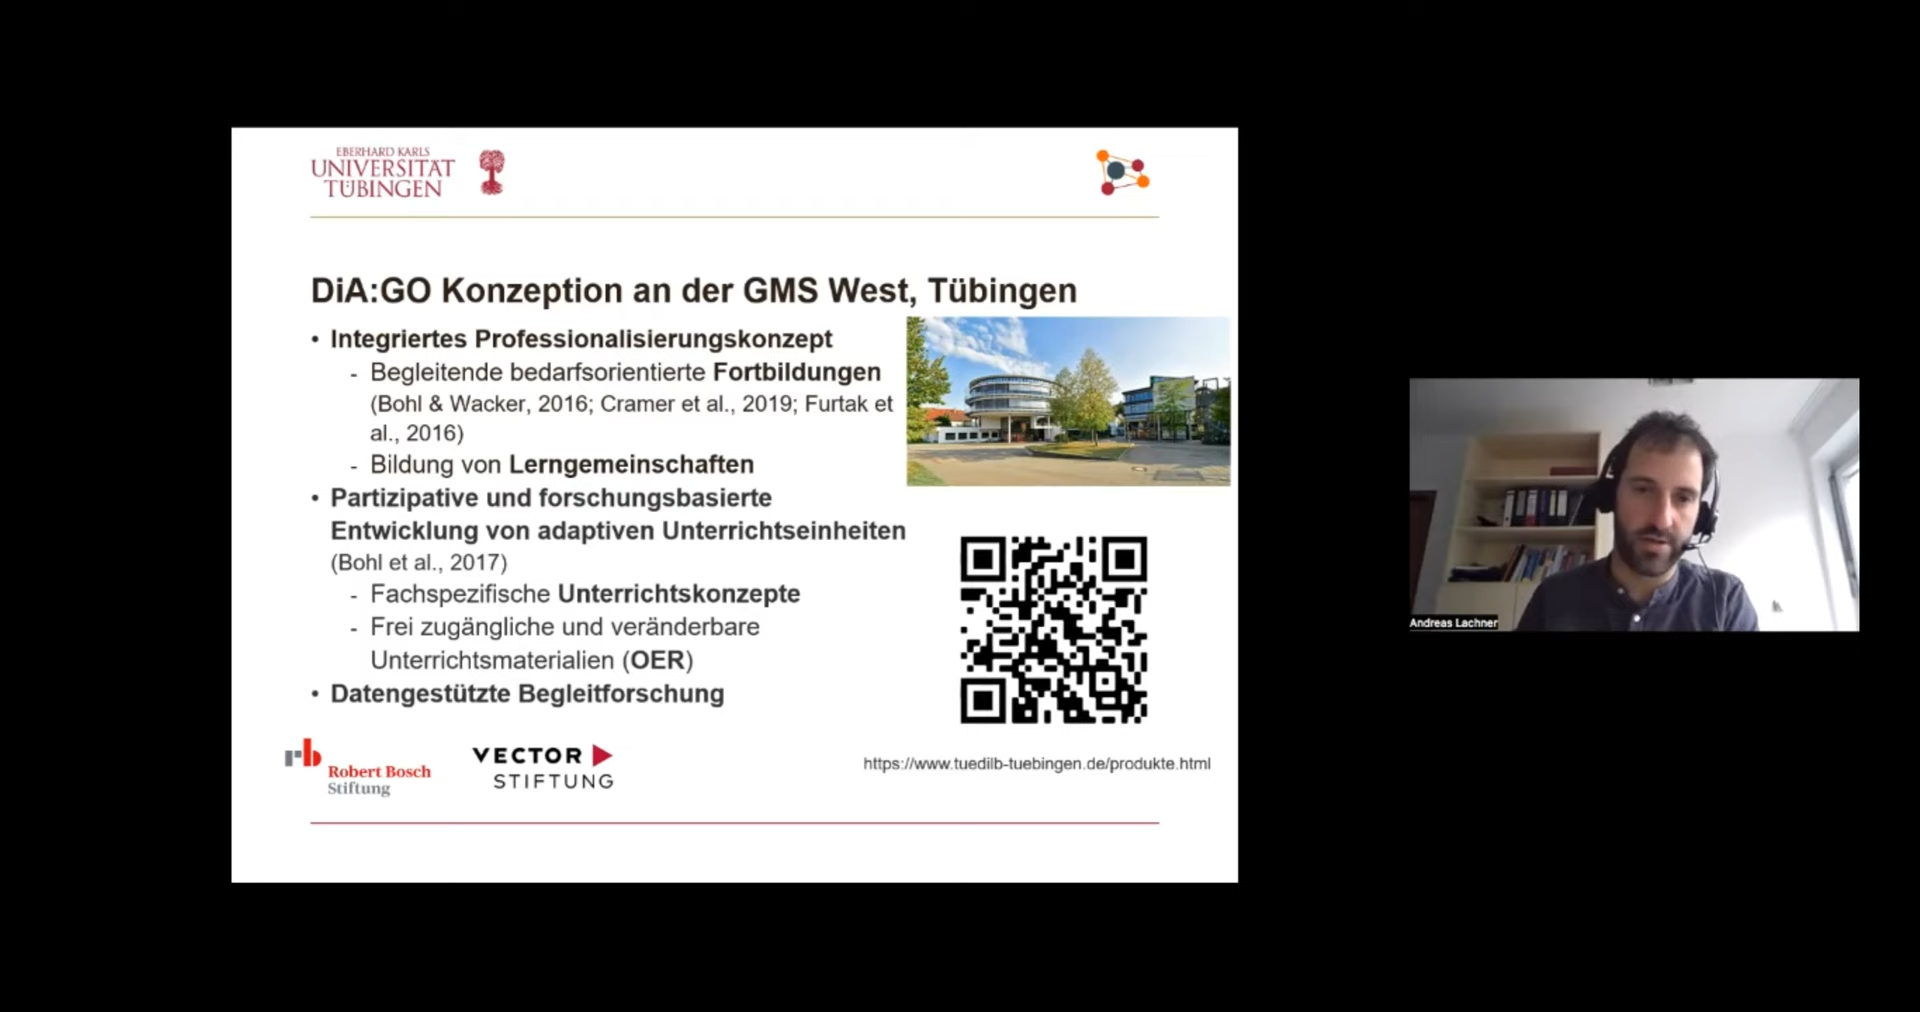 EBERHARD KARLS
UNIVERSITÄT
TÜBINGEN
DiA:GO Konzeption an der GMS West, Tübingen
• Integriertes Professionalisierungskonzept
- Begleitende bedarfsorientierte Fortbildungen
(Bohl & Wacker, 2016; Cramer et al., 2019; Furtak et
al., 2016)
- Bildung von Lerngemeinschaften
• Partizipative und forschungsbasierte
Entwicklung von adaptiven Unterrichtseinheiten
(Bohl et al., 2017)
- Fachspezifische Unterrichtskonzepte
- Frei zugängliche und veränderbare
Unterrichtsmaterialien (OER)
• Datengestützte Begleitforschung
rb
Robert Bosch
Stiftung
VECTOR
STIFTUNG
https://www.tuedilb-tuebingen.de/produkte.html
Andreas Lachner